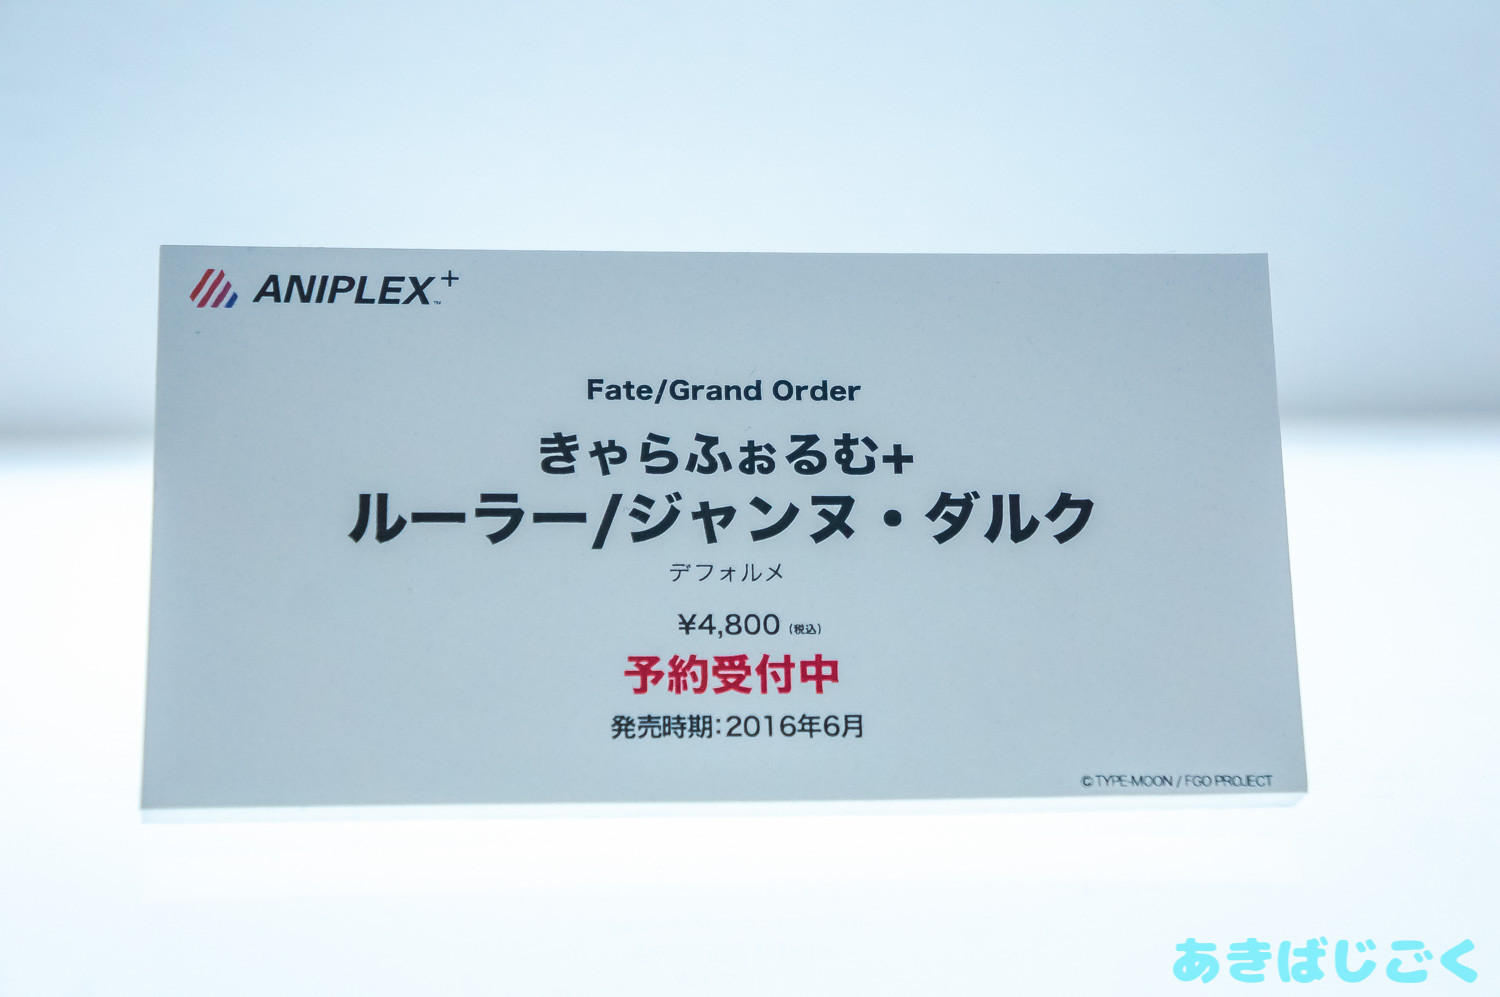 ANIPLEX+™
Fate/Grand Order
きゃらふぉるむ+
ルーラー/ジャンヌ・ダルク
デフォルメ
¥4,800 (税込)
予約受付中
発売時期:2016年6月
©TYPE-MOON / FGO PROJECT
あきばじごく